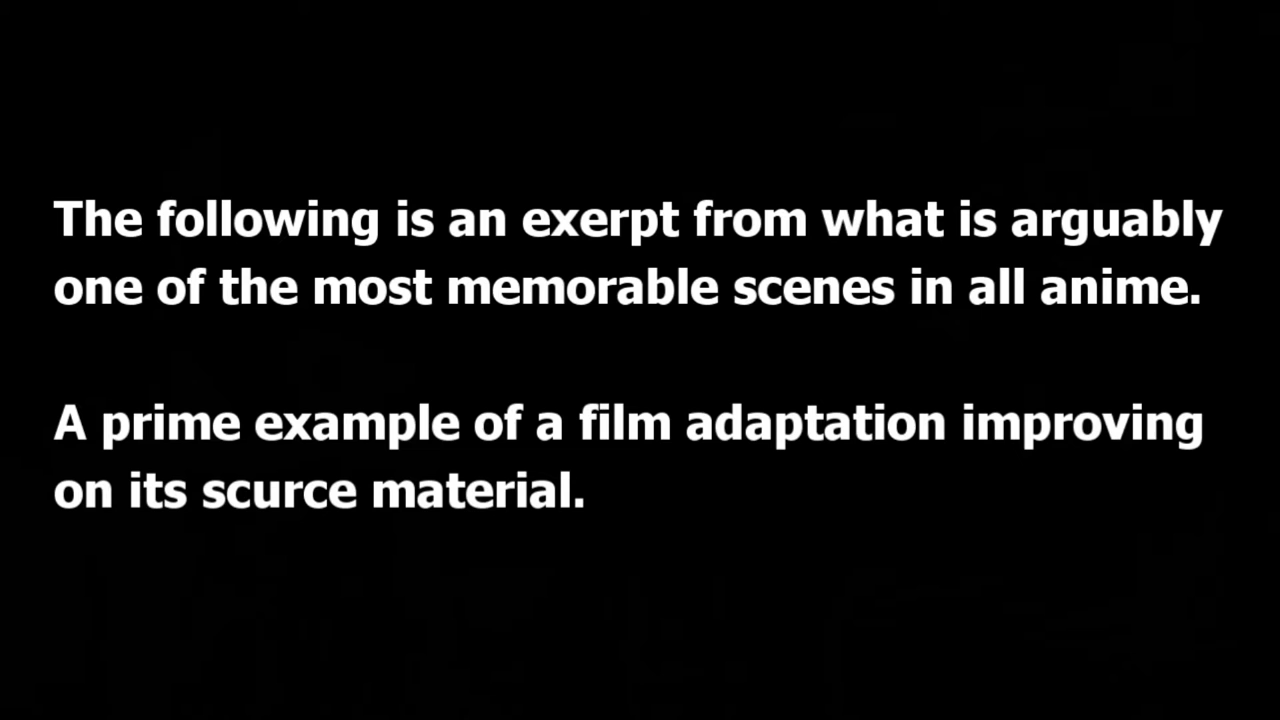 The following is an exerpt from what is arguably
one of the most memorable scenes in all anime.
A prime example of a film adaptation improving
on its scurce material.